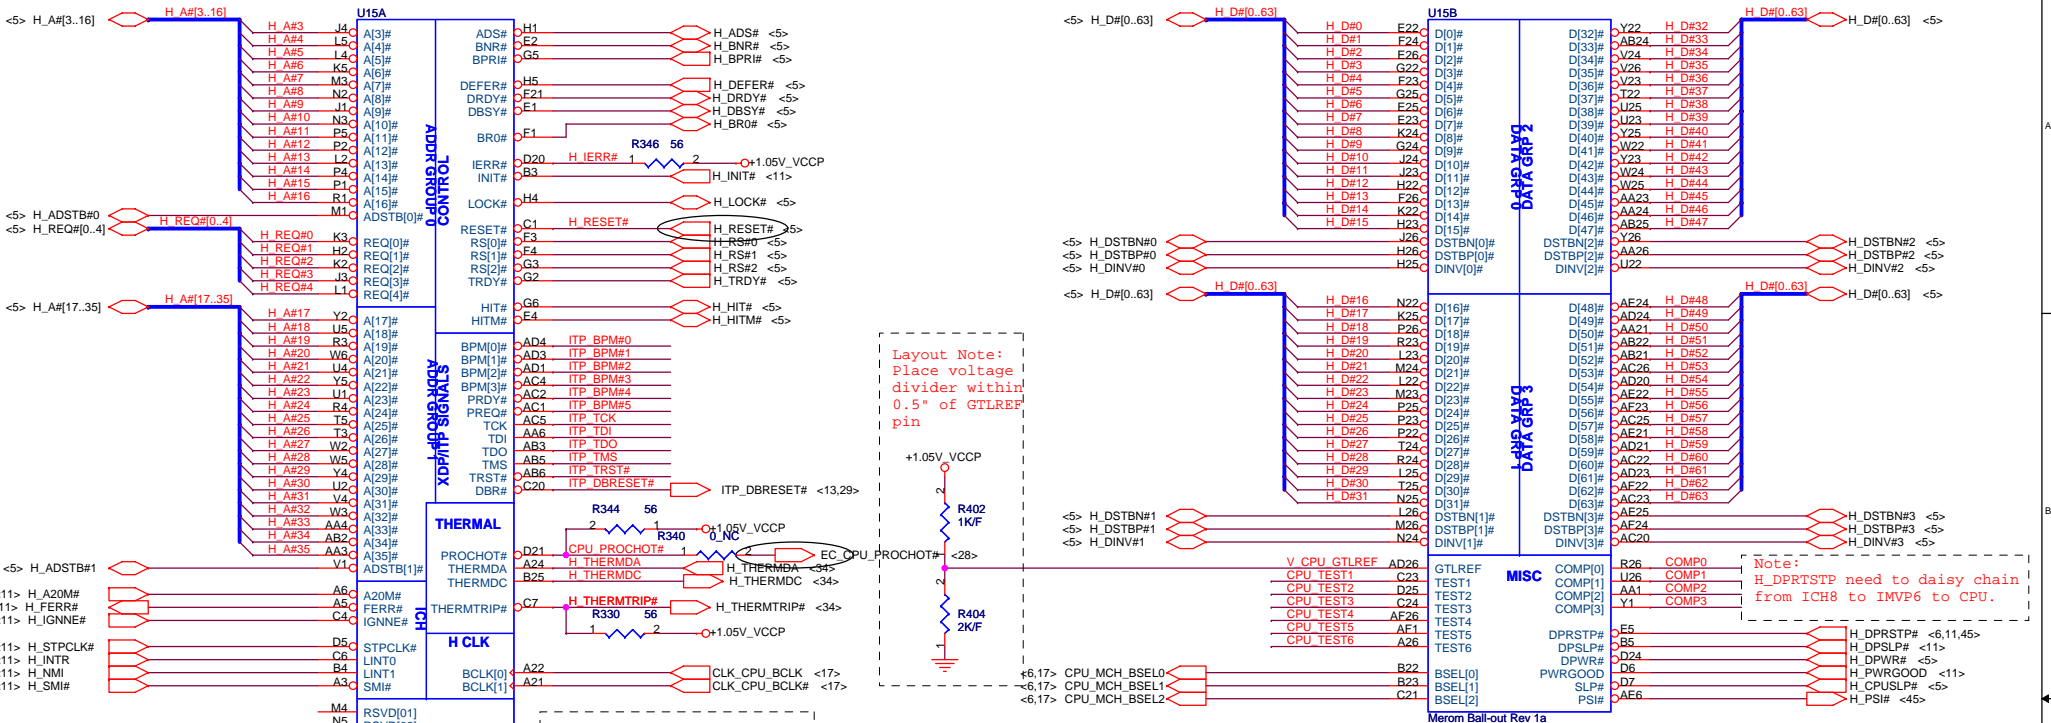 U15A
<5> H_A#[3..16]
H_A#[3..16]
H_A#3 J4 A[3]#
H_A#4 L5 A[4]#
H_A#5 L4 A[5]#
H_A#6 K5 A[6]#
H_A#7 M3 A[7]#
H_A#8 N2 A[8]#
H_A#9 J1 A[9]#
H_A#10 N3 A[10]#
H_A#11 P5 A[11]#
H_A#12 P2 A[12]#
H_A#13 L2 A[13]#
H_A#14 P4 A[14]#
H_A#15 P1 A[15]#
H_A#16 R1 A[16]#
<5> H_ADSTB#0 M1 ADSTB[0]#
<5> H_REQ#[0..4] H_REQ#[0..4]
H_REQ#0 K3 REQ[0]#
H_REQ#1 H2 REQ[1]#
H_REQ#2 K2 REQ[2]#
H_REQ#3 J3 REQ[3]#
H_REQ#4 L1 REQ[4]#
<5> H_A#[17..35] H_A#[17..35]
H_A#17 Y2 A[17]#
H_A#18 U5 A[18]#
H_A#19 R3 A[19]#
H_A#20 W6 A[20]#
H_A#21 U4 A[21]#
H_A#22 Y5 A[22]#
H_A#23 U1 A[23]#
H_A#24 R4 A[24]#
H_A#25 T5 A[25]#
H_A#26 T3 A[26]#
H_A#27 W2 A[27]#
H_A#28 W5 A[28]#
H_A#29 Y4 A[29]#
H_A#30 U2 A[30]#
H_A#31 V4 A[31]#
H_A#32 W3 A[32]#
H_A#33 AA4 A[33]#
H_A#34 AB2 A[34]#
H_A#35 AA3 A[35]#
<5> H_ADSTB#1 V1 ADSTB[1]#
11> H_A20M# A6 A20M#
11> H_FERR# A5 FERR#
11> H_IGNNE# C4 IGNNE#
11> H_STPCLK# D5 STPCLK#
11> H_INTR C6 LINT0
11> H_NMI B4 LINT1
11> H_SMI# A3 SMI#
M4 RSVD[01]
N5
ADDR GROUP 0
CONTROL
ADDR GROUP 1
XDP/ITP SIGNALS
THERMAL
ICH
H CLK
ADS# H1 H_ADS# <5>
BNR# E2 H_BNR# <5>
BPRI# G5 H_BPRI# <5>
DEFER# H5 H_DEFER# <5>
DRDY# F21 H_DRDY# <5>
DBSY# E1 H_DBSY# <5>
H_BR0# <5>
BR0# F1
R346 56
IERR# D20 H_IERR# 1 2 +1.05V_VCCP
INIT# B3 H_INIT# <11>
LOCK# H4 H_LOCK# <5>
RESET# C1 H_RESET# H_RESET# <5>
RS[0]# F3 H_RS#0 <5>
RS[1]# F4 H_RS#1 <5>
RS[2]# G3 H_RS#2 <5>
TRDY# G2 H_TRDY# <5>
HIT# G6 H_HIT# <5>
HITM# E4 H_HITM# <5>
BPM[0]# AD4 ITP_BPM#0
BPM[1]# AD3 ITP_BPM#1
BPM[2]# AD1 ITP_BPM#2
BPM[3]# AC4 ITP_BPM#3
PRDY# AC2 ITP_BPM#4
PREQ# AC1 ITP_BPM#5
TCK AC5 ITP_TCK
TDI AA6 ITP_TDI
TDO AB3 ITP_TDO
TMS AB5 ITP_TMS
TRST# AB6 ITP_TRST#
DBR# C20 ITP_DBRESET# ITP_DBRESET# <13,29>
R344 56
2 1 +1.05V_VCCP
R340 0_NC
PROCHOT# D21 CPU_PROCHOT# 1 2 EC_CPU_PROCHOT# <28>
THERMDA A24 H_THERMDA H_THERMDA <34>
THERMDC B25 H_THERMDC H_THERMDC <34>
THERMTRIP# C7 H_THERMTRIP# H_THERMTRIP# <34>
R330 56
1 2 +1.05V_VCCP
BCLK[0] A22 CLK_CPU_BCLK <17>
BCLK[1] A21 CLK_CPU_BCLK# <17>
Layout Note:
Place voltage
divider within
0.5" of GTLREF
pin
+1.05V_VCCP
2
R402
1K/F
1
2
R404
2K/F
1
U15B
<5> H_D#[0..63] H_D#[0..63]
H_D#0 E22 D[0]#
H_D#1 F24 D[1]#
H_D#2 E26 D[2]#
H_D#3 G22 D[3]#
H_D#4 F23 D[4]#
H_D#5 G25 D[5]#
H_D#6 E25 D[6]#
H_D#7 E23 D[7]#
H_D#8 K24 D[8]#
H_D#9 G24 D[9]#
H_D#10 J24 D[10]#
H_D#11 J23 D[11]#
H_D#12 H22 D[12]#
H_D#13 F26 D[13]#
H_D#14 K22 D[14]#
H_D#15 H23 D[15]#
<5> H_DSTBN#0 J26 DSTBN[0]#
<5> H_DSTBP#0 H26 DSTBP[0]#
<5> H_DINV#0 H25 DINV[0]#
<5> H_D#[0..63] H_D#[0..63]
H_D#16 N22 D[16]#
H_D#17 K25 D[17]#
H_D#18 P26 D[18]#
H_D#19 R23 D[19]#
H_D#20 L23 D[20]#
H_D#21 M24 D[21]#
H_D#22 L22 D[22]#
H_D#23 M23 D[23]#
H_D#24 P25 D[24]#
H_D#25 P23 D[25]#
H_D#26 P22 D[26]#
H_D#27 T24 D[27]#
H_D#28 R24 D[28]#
H_D#29 L25 D[29]#
H_D#30 T25 D[30]#
H_D#31 N25 D[31]#
<5> H_DSTBN#1 L26 DSTBN[1]#
<5> H_DSTBP#1 M26 DSTBP[1]#
<5> H_DINV#1 N24 DINV[1]#
V_CPU_GTLREF AD26 GTLREF
CPU_TEST1 C23 TEST1
CPU_TEST2 D25 TEST2
CPU_TEST3 C24 TEST3
CPU_TEST4 AF26 TEST4
CPU_TEST5 AF1 TEST5
CPU_TEST6 A26 TEST6
<6,17> CPU_MCH_BSEL0 B22 BSEL[0]
<6,17> CPU_MCH_BSEL1 B23 BSEL[1]
<6,17> CPU_MCH_BSEL2 C21 BSEL[2]
Merom Ball-out Rev 1a
DATA GRP 0
DATA GRP 2
DATA GRP 1
DATA GRP 3
MISC
H_D#[0..63] H_D#[0..63] <5>
D[32]# Y22 H_D#32
D[33]# AB24 H_D#33
D[34]# V24 H_D#34
D[35]# V26 H_D#35
D[36]# V23 H_D#36
D[37]# T22 H_D#37
D[38]# U25 H_D#38
D[39]# U23 H_D#39
D[40]# Y25 H_D#40
D[41]# W22 H_D#41
D[42]# Y23 H_D#42
D[43]# W24 H_D#43
D[44]# W25 H_D#44
D[45]# AA23 H_D#45
D[46]# AA24 H_D#46
D[47]# AB25 H_D#47
DSTBN[2]# Y26 H_DSTBN#2 <5>
DSTBP[2]# AA26 H_DSTBP#2 <5>
DINV[2]# U22 H_DINV#2 <5>
H_D#[0..63] H_D#[0..63] <5>
D[48]# AE24 H_D#48
D[49]# AD24 H_D#49
D[50]# AA21 H_D#50
D[51]# AB22 H_D#51
D[52]# AB21 H_D#52
D[53]# AC26 H_D#53
D[54]# AD20 H_D#54
D[55]# AE22 H_D#55
D[56]# AF23 H_D#56
D[57]# AC25 H_D#57
D[58]# AE21 H_D#58
D[59]# AD21 H_D#59
D[60]# AC22 H_D#60
D[61]# AD23 H_D#61
D[62]# AF22 H_D#62
D[63]# AC23 H_D#63
DSTBN[3]# AE25 H_DSTBN#3 <5>
DSTBP[3]# AF24 H_DSTBP#3 <5>
DINV[3]# AC20 H_DINV#3 <5>
COMP[0] R26 COMP0
COMP[1] U26 COMP1
COMP[2] AA1 COMP2
COMP[3] Y1 COMP3
Note:
H_DPRTSTP need to daisy chain
from ICH8 to IMVP6 to CPU.
DPRSTP# E5 H_DPRSTP# <6,11,45>
DPSLP# B5 H_DPSLP# <11>
DPWR# D24 H_DPWR# <5>
PWRGOOD D6 H_PWRGOOD <11>
SLP# D7 H_CPUSLP# <5>
PSI# AE6 H_PSI# <45>
A
B